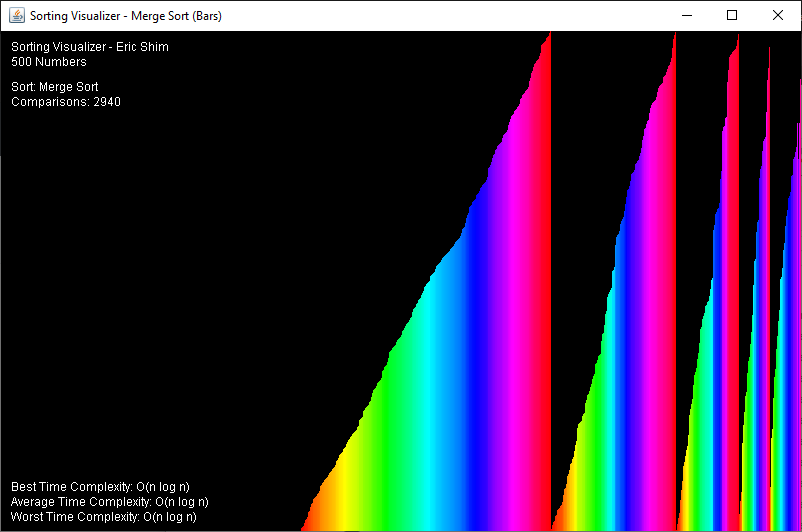 Sorting Visualizer - Merge Sort (Bars)
Sorting Visualizer - Eric Shim
500 Numbers
Sort: Merge Sort
Comparisons: 2940
Best Time Complexity: O(n log n)
Average Time Complexity: O(n log n)
Worst Time Complexity: O(n log n)